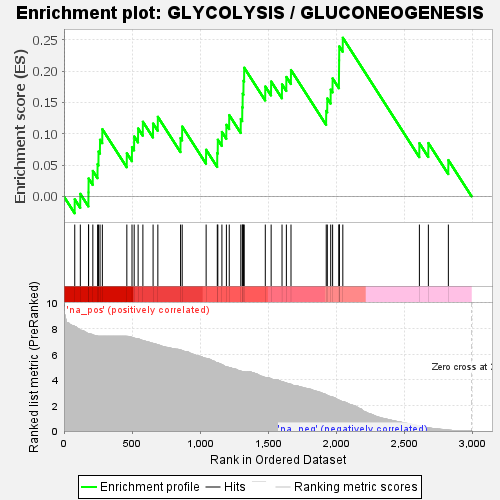 Enrichment plot: GLYCOLYSIS / GLUCONEOGENESIS
Enrichment score (ES)
0.25
0.20
0.15
0.10
0.05
0.00
Ranked list metric (PreRanked)
10
8
6
4
2
0
'na_pos' (positively correlated)
Zero cross at
'na_neg' (negatively correlated)
0
500
1,000
1,500
2,000
2,500
3,000
Rank in Ordered Dataset
Enrichment profile
Hits
Ranking metric scores